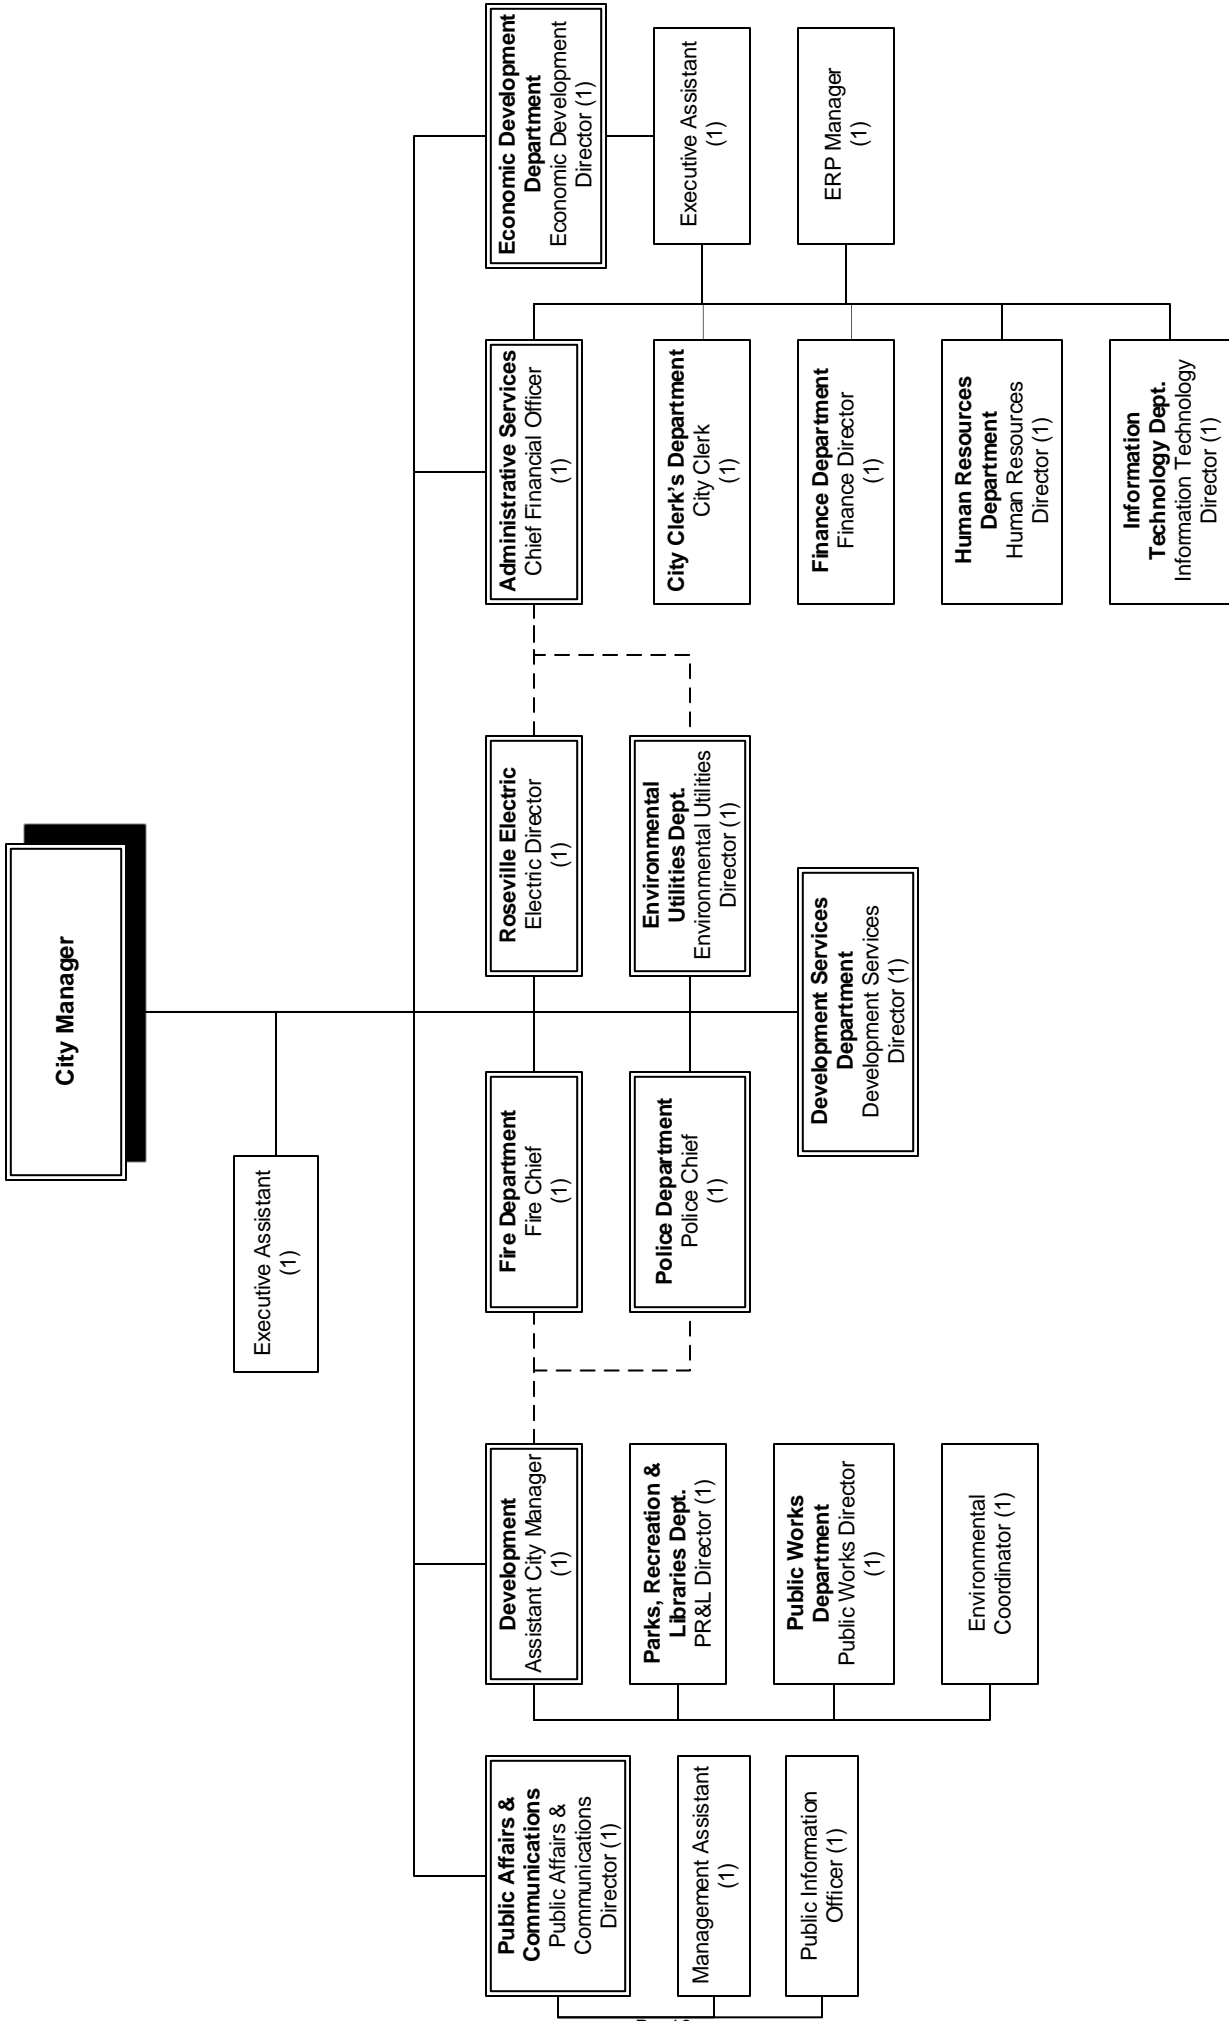 City Manager
Executive Assistant
(1)
Public Affairs &
Communications
Public Affairs &
Communications
Director (1)
Management Assistant
(1)
Public Information
Officer (1)
Development
Assistant City Manager
(1)
Parks, Recreation &
Libraries Dept.
PR&L Director (1)
Public Works
Department
Public Works Director
(1)
Environmental
Coordinator (1)
Fire Department
Fire Chief
(1)
Police Department
Police Chief
(1)
Roseville Electric
Electric Director
(1)
Environmental
Utilities Dept.
Environmental Utilities
Director (1)
Development Services
Department
Development Services
Director (1)
Administrative Services
Chief Financial Officer
(1)
City Clerk's Department
City Clerk
(1)
Finance Department
Finance Director
(1)
Human Resources
Department
Human Resources
Director (1)
Information
Technology Dept.
Information Technology
Director (1)
Economic Development
Department
Economic Development
Director (1)
Executive Assistant
(1)
ERP Manager
(1)